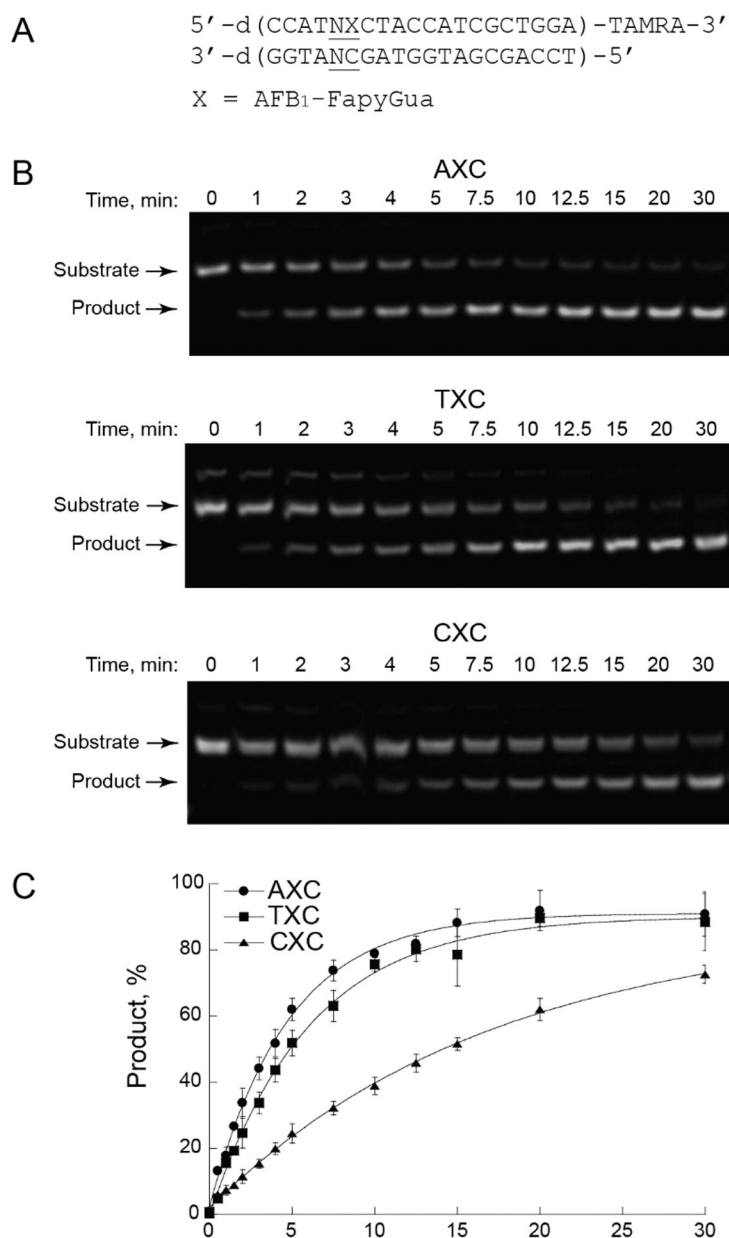 A
5′-d(CCATNXCTACCATCGCTGGA)-TAMRA-3′
3′-d(GGTANCGATGGTAGCGACCT)-5′
X = AFB1-FapyGua
B
AXC
Time, min: 0 1 2 3 4 5 7.5 10 12.5 15 20 30
Substrate
Product
TXC
Time, min: 0 1 2 3 4 5 7.5 10 12.5 15 20 30
Substrate
Product
CXC
Time, min: 0 1 2 3 4 5 7.5 10 12.5 15 20 30
Substrate
Product
C
AXC
TXC
CXC
Product, %
100
80
60
40
20
0
0 5 10 15 20 25 30